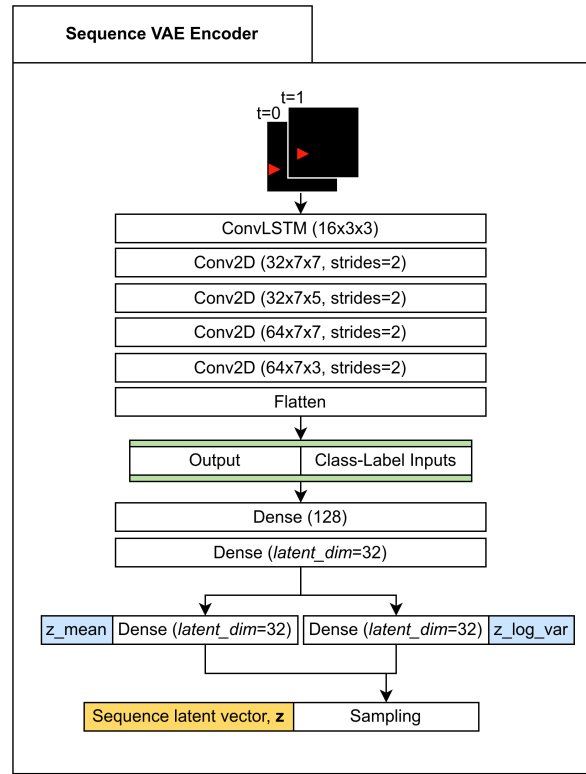 Sequence VAE Encoder
t=1
t=0
ConvLSTM (16x3x3)
Conv2D (32x7x7, strides=2)
Conv2D (32x7x5, strides=2)
Conv2D (64x7x7, strides=2)
Conv2D (64x7x3, strides=2)
Flatten
Output Class-Label Inputs
Dense (128)
Dense (latent_dim=32)
z_mean Dense (latent_dim=32) Dense (latent_dim=32) z_log_var
Sequence latent vector, z Sampling